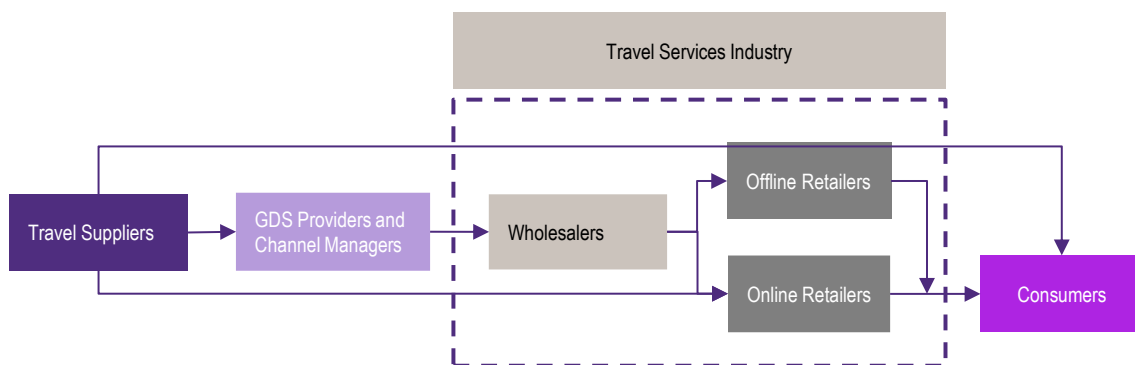 Travel Services Industry
Offline Retailers
Travel Suppliers
GDS Providers and
Channel Managers
Wholesalers
Online Retailers
Consumers